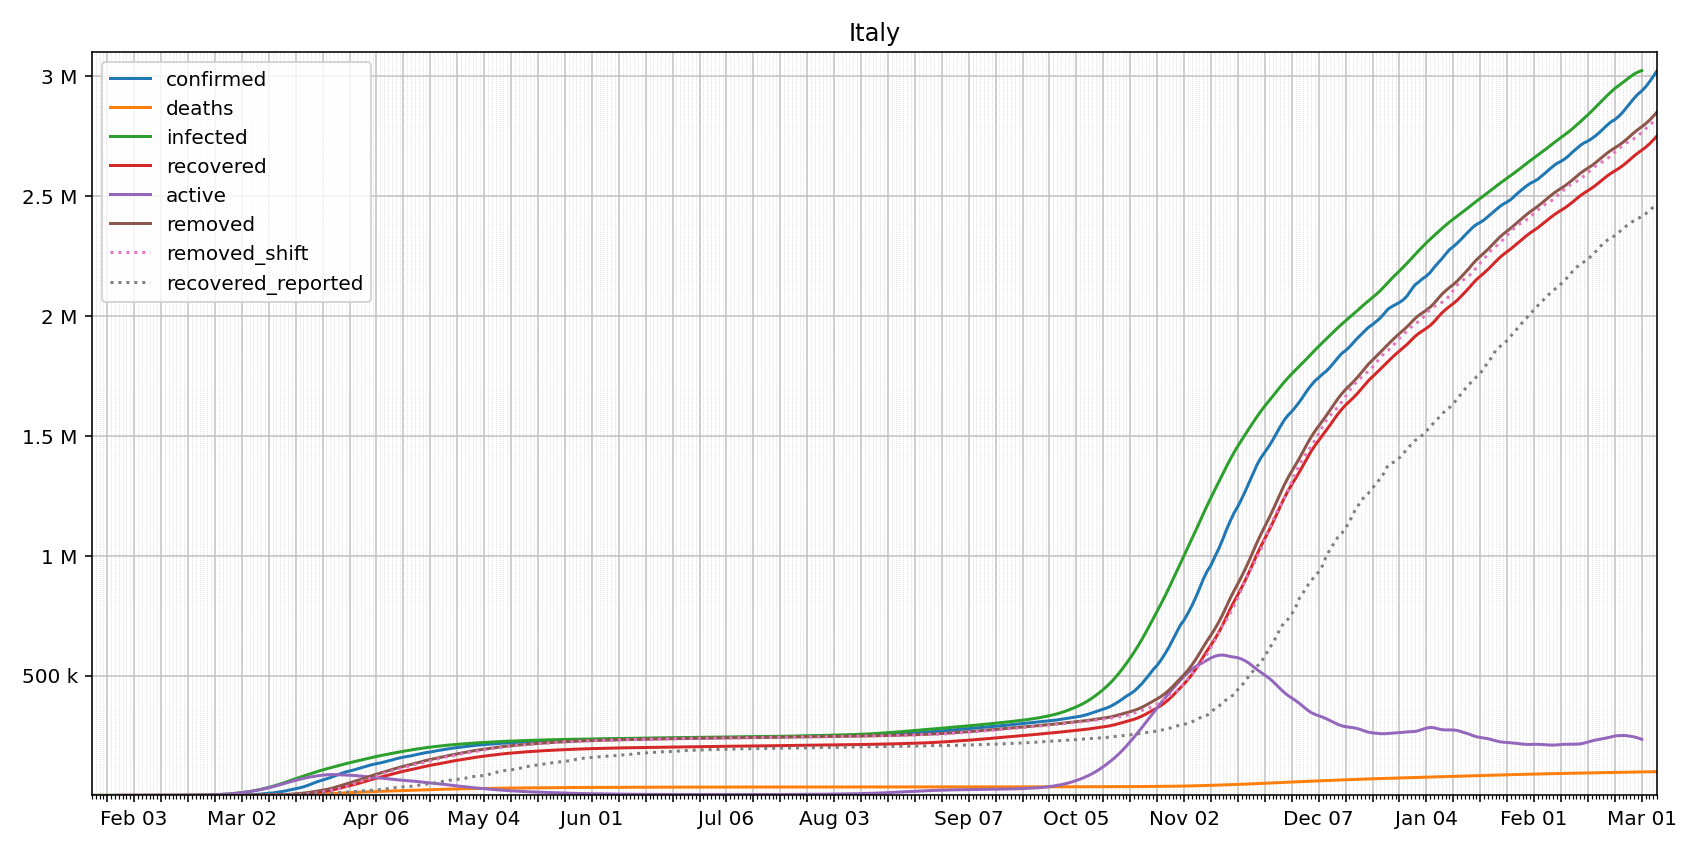 Italy
3 M
2.5 M
2 M
1.5 M
1 M
500 k
confirmed
deaths
infected
recovered
active
removed
removed_shift
recovered_reported
Feb 03 Mar 02 Apr 06 May 04 Jun 01 Jul 06 Aug 03 Sep 07 Oct 05 Nov 02 Dec 07 Jan 04 Feb 01 Mar 01